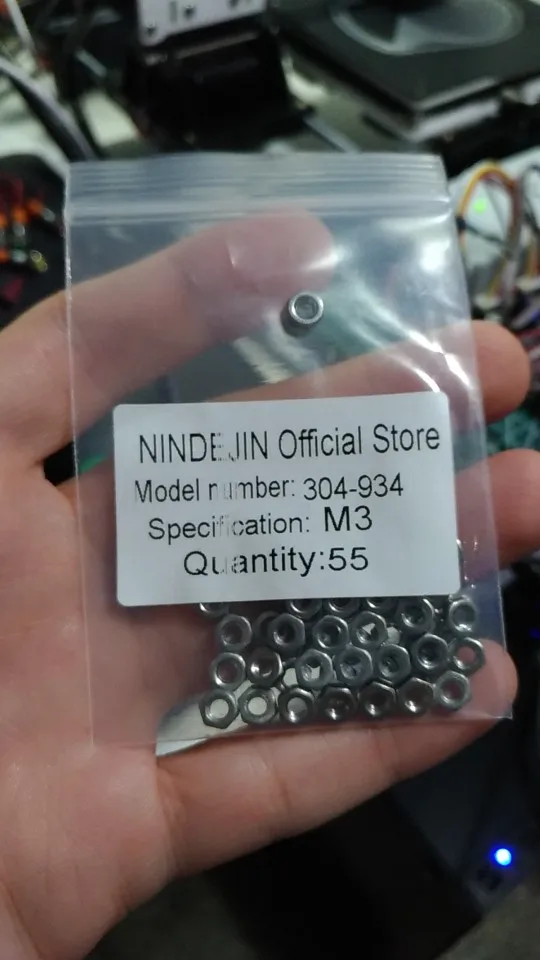 NINDEJIN Official Store
Model number: 304-934
Specification: M3
Quantity:55